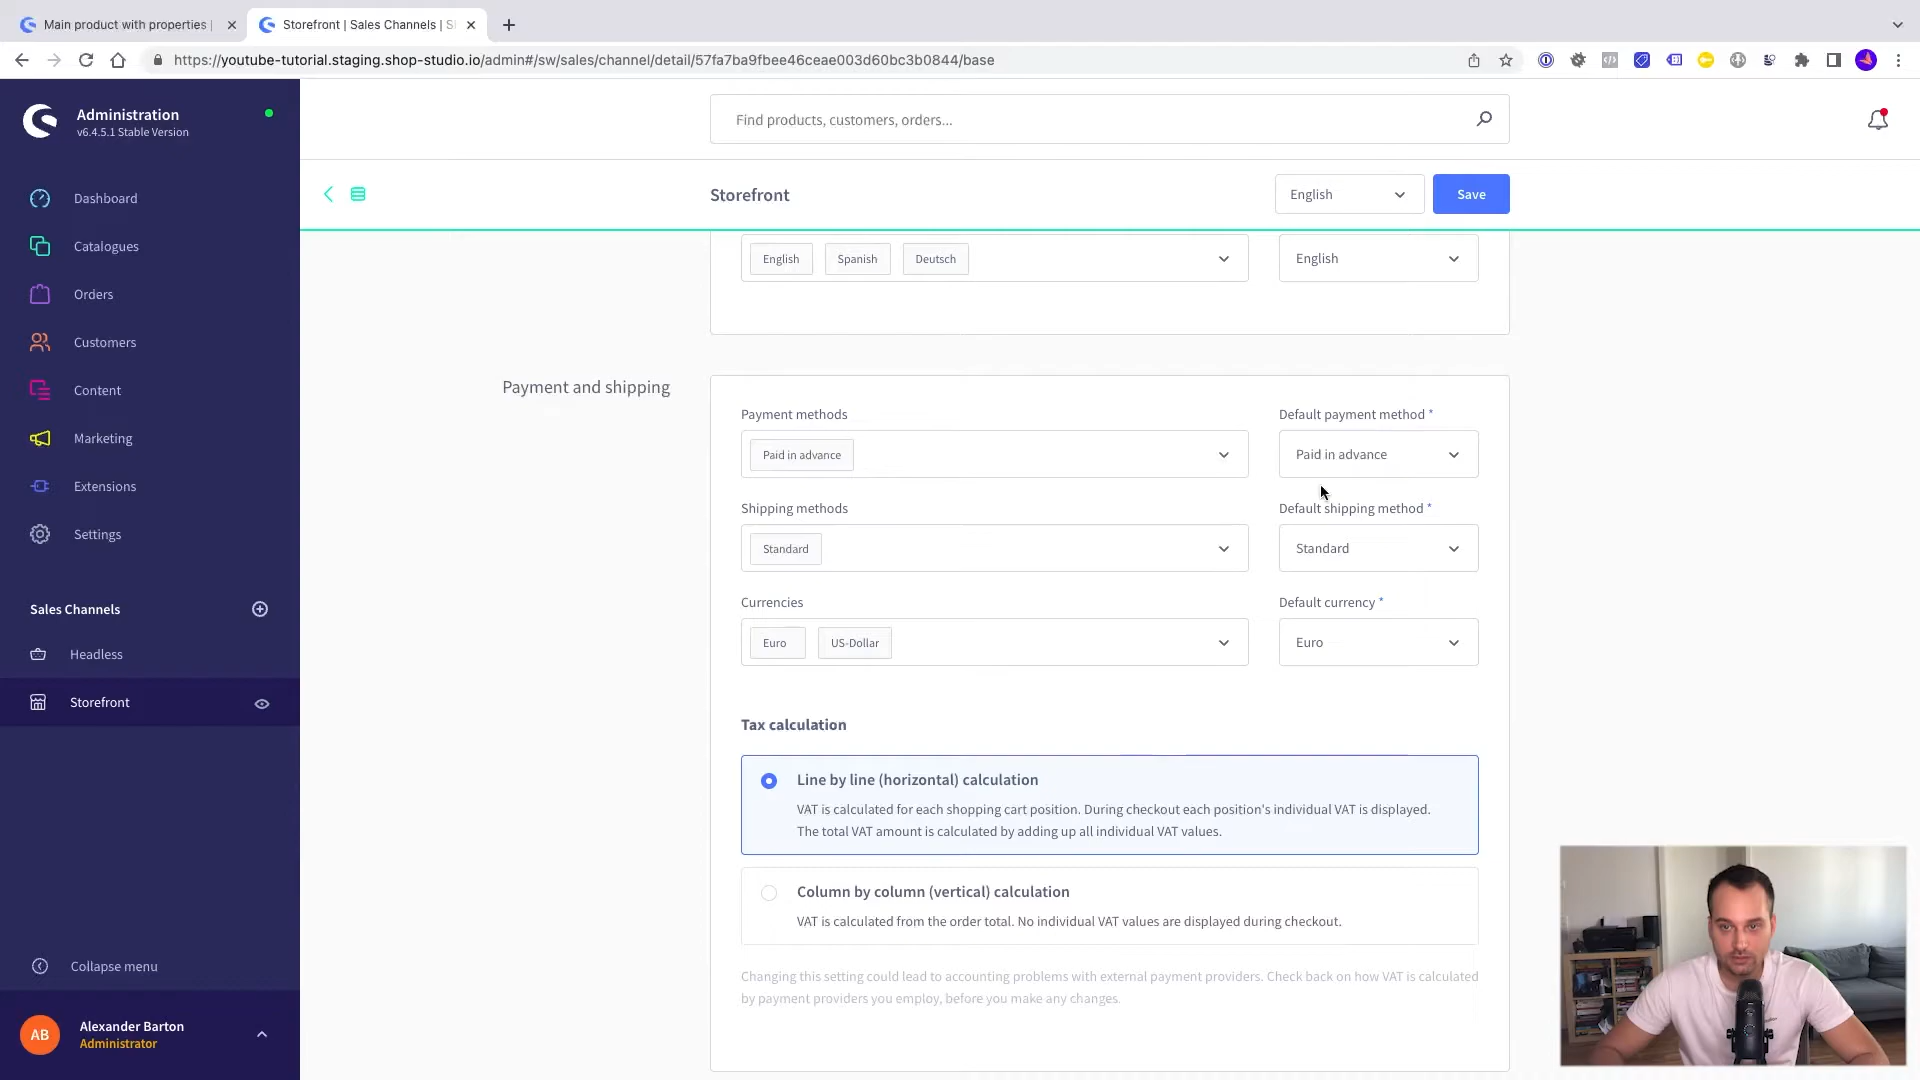 Main product with properties |
Storefront | Sales Channels | S
https://youtube-tutorial.staging.shop-studio.io/admin#/sw/sales/channel/detail/57fa7ba9fbee46ceae003d60bc3b0844/base
Administration
v6.4.5.1 Stable Version
Find products, customers, orders...
Storefront
English
Save
Dashboard
Catalogues
Orders
Customers
Content
Marketing
Extensions
Settings
Sales Channels
Headless
Storefront
Collapse menu
AB
Alexander Barton
Administrator
English Spanish Deutsch
English
Payment and shipping
Payment methods
Default payment method *
Paid in advance
Paid in advance
Shipping methods
Default shipping method *
Standard
Standard
Currencies
Default currency *
Euro US-Dollar
Euro
Tax calculation
Line by line (horizontal) calculation
VAT is calculated for each shopping cart position. During checkout each position's individual VAT is displayed.
The total VAT amount is calculated by adding up all individual VAT values.
Column by column (vertical) calculation
VAT is calculated from the order total. No individual VAT values are displayed during checkout.
Changing this setting could lead to accounting problems with external payment providers. Check back on how VAT is calculated
by payment providers you employ, before you make any changes.